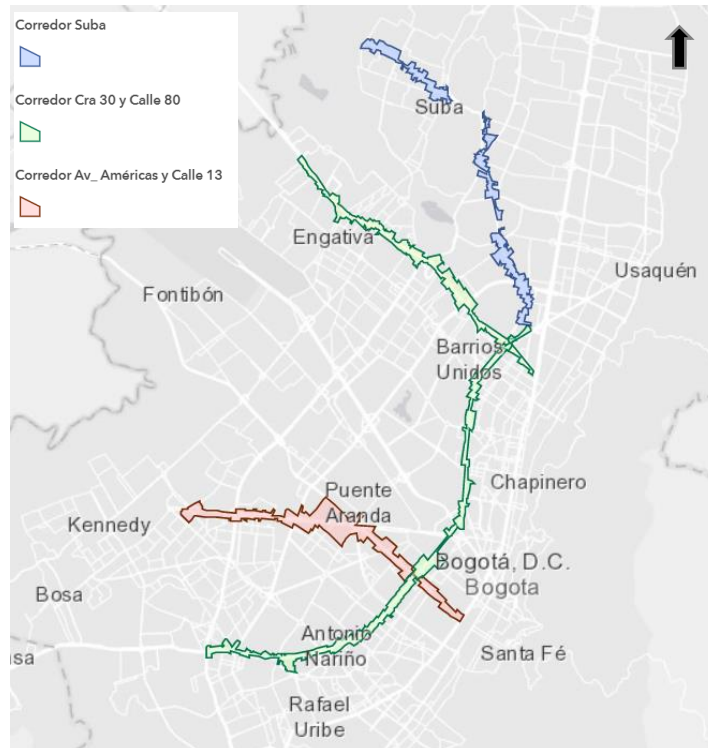 Corredor Suba
Corredor Cra 30 y Calle 80
Corredor Av_ Américas y Calle 13
Suba
Engativa
Usaquén
Fontibón
Barrios
Unidos
Chapinero
Puente
Aranda
Kennedy
Bogotá, D.C.
Bogota
Bosa
Antonio
Nariño
Santa Fé
asa
Rafael
Uribe